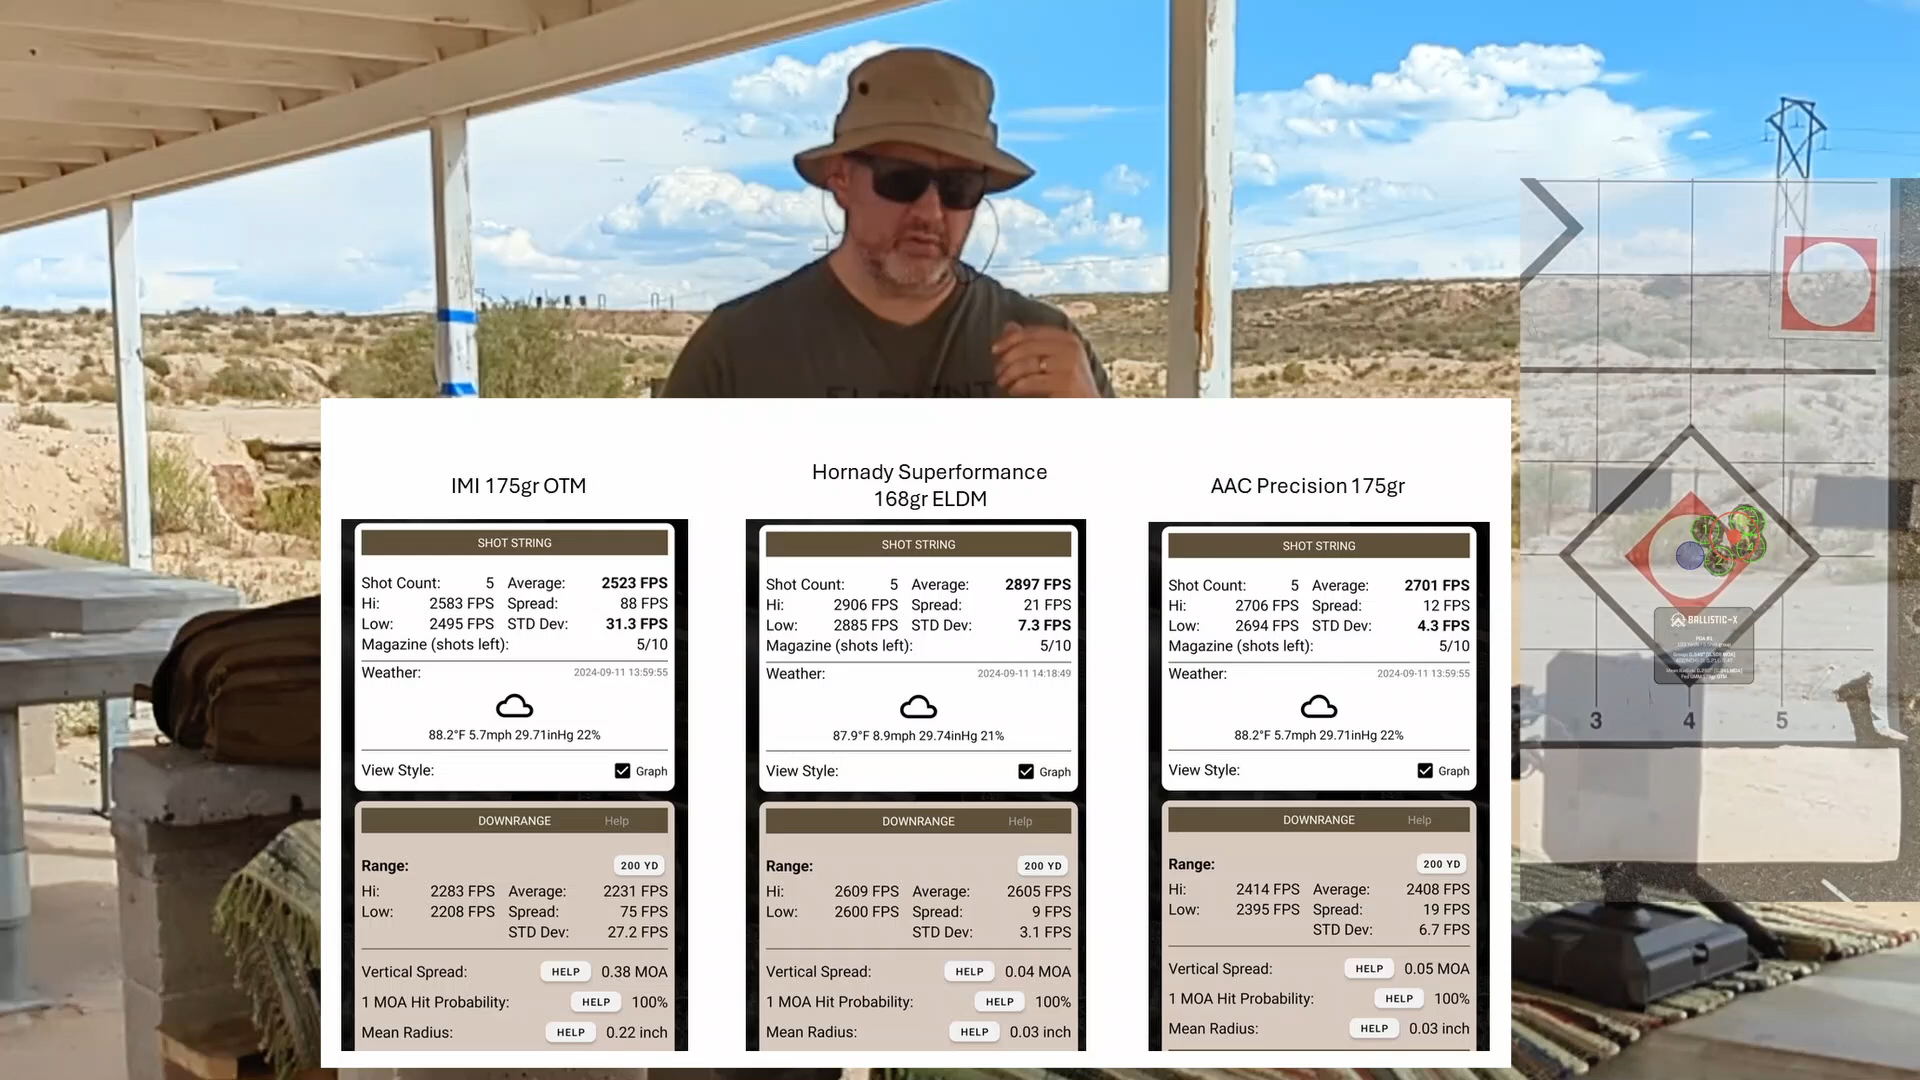 ELEMENT
IMI 175gr OTM
SHOT STRING
Shot Count: 5 Average: 2523 FPS
Hi: 2583 FPS Spread: 88 FPS
Low: 2495 FPS STD Dev: 31.3 FPS
Magazine (shots left): 5/10
Weather: 2024-09-11 13:59:55
88.2°F 5.7mph 29.71inHg 22%
View Style: Graph
DOWNRANGE Help
Range: 200 YD
Hi: 2283 FPS Average: 2231 FPS
Low: 2208 FPS Spread: 75 FPS
STD Dev: 27.2 FPS
Vertical Spread: HELP 0.38 MOA
1 MOA Hit Probability: HELP 100%
Mean Radius: HELP 0.22 inch
Hornady Superformance
168gr ELDM
SHOT STRING
Shot Count: 5 Average: 2897 FPS
Hi: 2906 FPS Spread: 21 FPS
Low: 2885 FPS STD Dev: 7.3 FPS
Magazine (shots left): 5/10
Weather: 2024-09-11 14:18:49
87.9°F 8.9mph 29.74inHg 21%
View Style: Graph
DOWNRANGE Help
Range: 200 YD
Hi: 2609 FPS Average: 2605 FPS
Low: 2600 FPS Spread: 9 FPS
STD Dev: 3.1 FPS
Vertical Spread: HELP 0.04 MOA
1 MOA Hit Probability: HELP 100%
Mean Radius: HELP 0.03 inch
AAC Precision 175gr
SHOT STRING
Shot Count: 5 Average: 2701 FPS
Hi: 2706 FPS Spread: 12 FPS
Low: 2694 FPS STD Dev: 4.3 FPS
Magazine (shots left): 5/10
Weather: 2024-09-11 13:59:55
88.2°F 5.7mph 29.71inHg 22%
View Style: Graph
DOWNRANGE Help
Range: 200 YD
Hi: 2414 FPS Average: 2408 FPS
Low: 2395 FPS Spread: 19 FPS
STD Dev: 6.7 FPS
Vertical Spread: HELP 0.05 MOA
1 MOA Hit Probability: HELP 100%
Mean Radius: HELP 0.03 inch
BALLISTIC-X
3 4 5